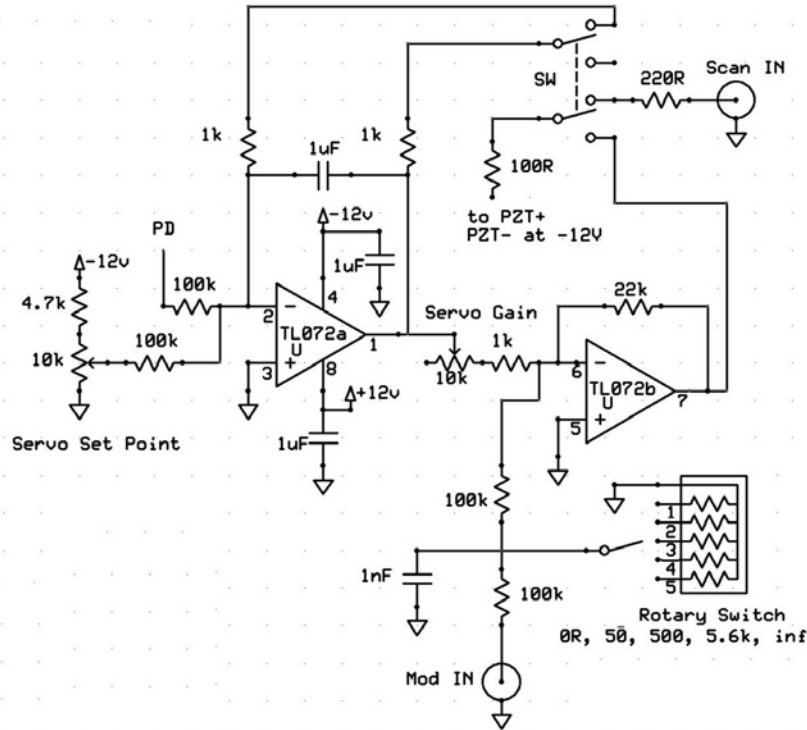 SW
220R
Scan IN
1k
1uF
1k
100R
to PZT+
PZT- at -12V
-12v
PD
-12v
1uF
4
100k
22k
4.7k
Servo Gain
2
-
TL072a
U
1
1k
100k
10k
10k
6
-
TL072b
U
7
3
+
8
+12v
5
+
Servo Set Point
1uF
100k
1
2
3
4
5
1nF
100k
Rotary Switch
0R, 50, 500, 5.6k, inf
Mod IN